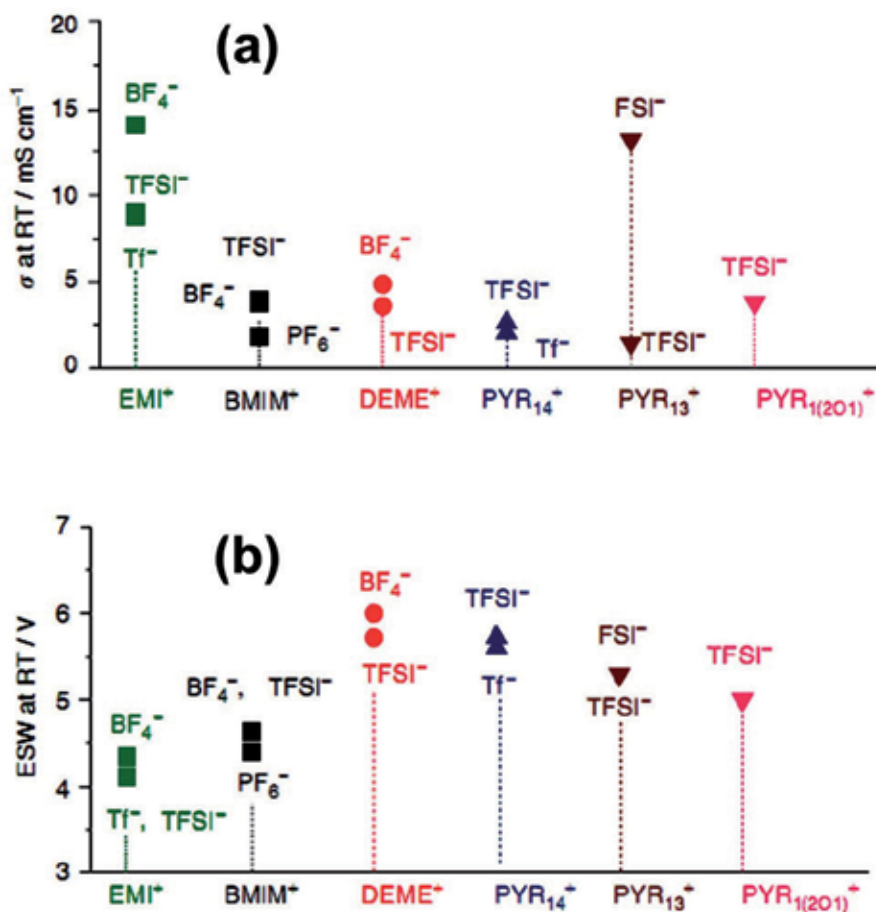 (a)
20
15
10
5
0
σ at RT / mS cm⁻¹
BF₄⁻
TFSI⁻
Tf⁻
TFSI⁻
BF₄⁻
PF₆⁻
BF₄⁻
TFSI⁻
TFSI⁻
Tf⁻
FSI⁻
TFSI⁻
TFSI⁻
EMI⁺ BMIM⁺ DEME⁺ PYR₁₄⁺ PYR₁₃⁺ PYR₁₍₂O₁₎⁺
(b)
7
6
5
4
3
ESW at RT / V
BF₄⁻
Tf⁻, TFSI⁻
BF₄⁻, TFSI⁻
PF₆⁻
BF₄⁻
TFSI⁻
TFSI⁻
Tf⁻
FSI⁻
TFSI⁻
TFSI⁻
EMI⁺ BMIM⁺ DEME⁺ PYR₁₄⁺ PYR₁₃⁺ PYR₁₍₂O₁₎⁺